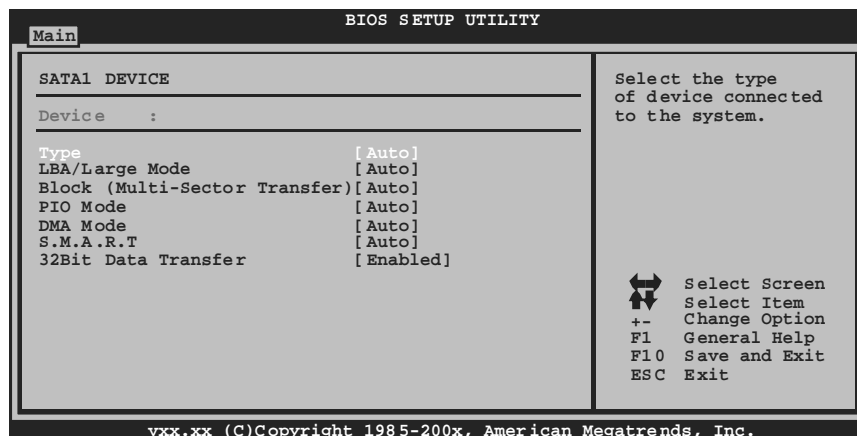 BIOS SETUP UTILITY
Main
SATA1 DEVICE
Device :
Type [Auto]
LBA/Large Mode [Auto]
Block (Multi-Sector Transfer)[Auto]
PIO Mode [Auto]
DMA Mode [Auto]
S.M.A.R.T [Auto]
32Bit Data Transfer [Enabled]
Select the type
of device connected
to the system.
Select Screen
Select Item
+- Change Option
F1 General Help
F10 Save and Exit
ESC Exit
vxx.xx (C)Copyright 1985-200x, American Megatrends, Inc.